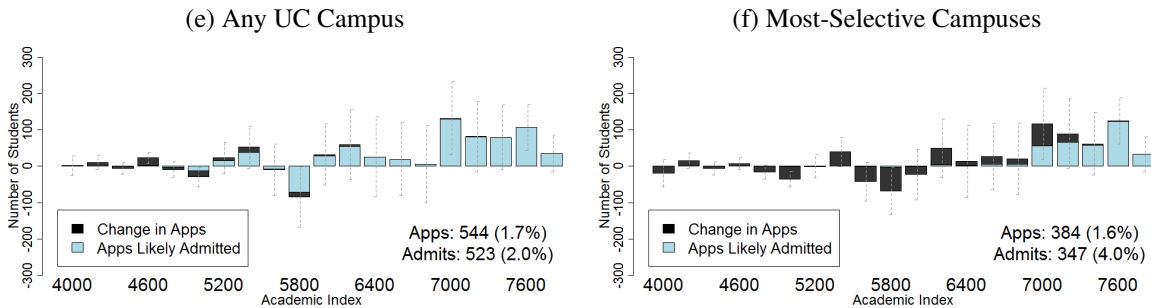 (e) Any UC Campus
Number of Students
300
200
100
0
-100
-200
-300
Change in Apps
Apps Likely Admitted
Apps: 544 (1.7%)
Admits: 523 (2.0%)
4000 4600 5200 5800 6400 7000 7600
Academic Index
(f) Most-Selective Campuses
Number of Students
300
200
100
0
-100
-200
-300
Change in Apps
Apps Likely Admitted
Apps: 384 (1.6%)
Admits: 347 (4.0%)
4000 4600 5200 5800 6400 7000 7600
Academic Index